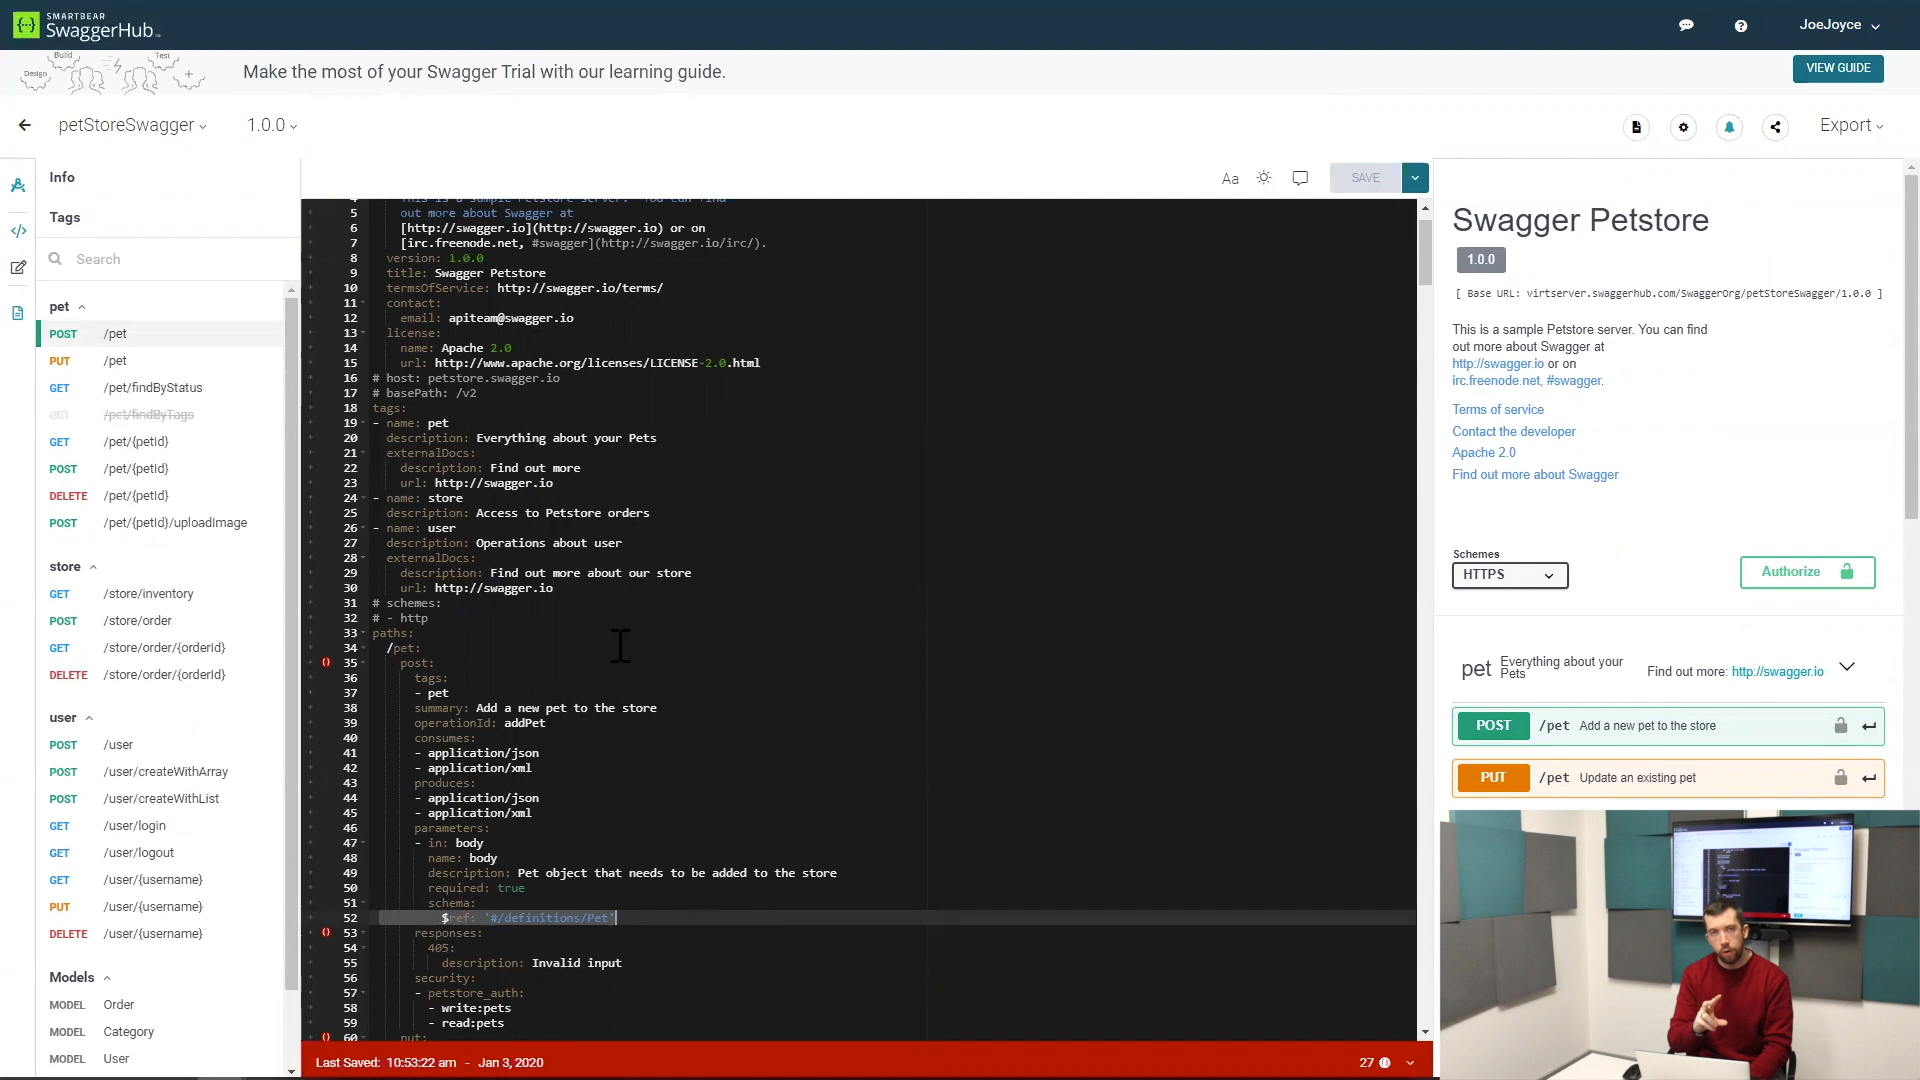 SMARTBEAR
SwaggerHub
JoeJoyce
Build
Test
Design
Make the most of your Swagger Trial with our learning guide.
VIEW GUIDE
petStoreSwagger
1.0.0
Export
Info
Tags
Search
pet
POST /pet
PUT /pet
GET /pet/findByStatus
GET /pet/findByTags
GET /pet/{petId}
POST /pet/{petId}
DELETE /pet/{petId}
POST /pet/{petId}/uploadImage
store
GET /store/inventory
POST /store/order
GET /store/order/{orderId}
DELETE /store/order/{orderId}
user
POST /user
POST /user/createWithArray
POST /user/createWithList
GET /user/login
GET /user/logout
GET /user/{username}
PUT /user/{username}
DELETE /user/{username}
Models
MODEL Order
MODEL Category
MODEL User
Aa
SAVE
4 This is a sample Petstore server. You can find
5 out more about Swagger at
6 [http://swagger.io](http://swagger.io) or on
7 [irc.freenode.net, #swagger](http://swagger.io/irc/).
8 version: 1.0.0
9 title: Swagger Petstore
10 termsOfService: http://swagger.io/terms/
11 contact:
12 email: apiteam@swagger.io
13 license:
14 name: Apache 2.0
15 url: http://www.apache.org/licenses/LICENSE-2.0.html
16 # host: petstore.swagger.io
17 # basePath: /v2
18 tags:
19 - name: pet
20 description: Everything about your Pets
21 externalDocs:
22 description: Find out more
23 url: http://swagger.io
24 - name: store
25 description: Access to Petstore orders
26 - name: user
27 description: Operations about user
28 externalDocs:
29 description: Find out more about our store
30 url: http://swagger.io
31 # schemes:
32 # - http
33 paths:
34 /pet:
35 post:
36 tags:
37 - pet
38 summary: Add a new pet to the store
39 operationId: addPet
40 consumes:
41 - application/json
42 - application/xml
43 produces:
44 - application/json
45 - application/xml
46 parameters:
47 - in: body
48 name: body
49 description: Pet object that needs to be added to the store
50 required: true
51 schema:
52 $ref: '#/definitions/Pet'
53 responses:
54 405:
55 description: Invalid input
56 security:
57 - petstore_auth:
58 - write:pets
59 - read:pets
60 put:
Last Saved: 10:53:22 am - Jan 3, 2020
27
Swagger Petstore
1.0.0
[ Base URL: virtserver.swaggerhub.com/SwaggerOrg/petStoreSwagger/1.0.0 ]
This is a sample Petstore server. You can find
out more about Swagger at
http://swagger.io or on
irc.freenode.net, #swagger.
Terms of service
Contact the developer
Apache 2.0
Find out more about Swagger
Schemes
HTTPS
Authorize
pet Everything about your
Pets
Find out more: http://swagger.io
POST /pet Add a new pet to the store
PUT /pet Update an existing pet